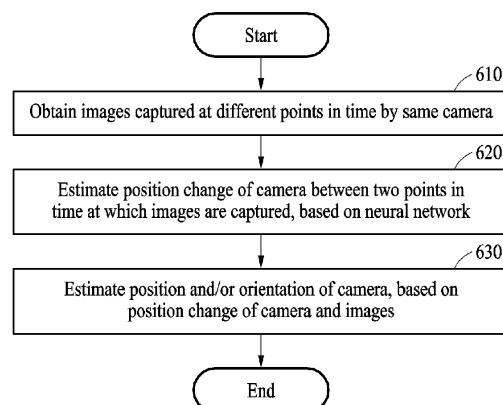 Start
610
Obtain images captured at different points in time by same camera
620
Estimate position change of camera between two points in
time at which images are captured, based on neural network
630
Estimate position and/or orientation of camera, based on
position change of camera and images
End